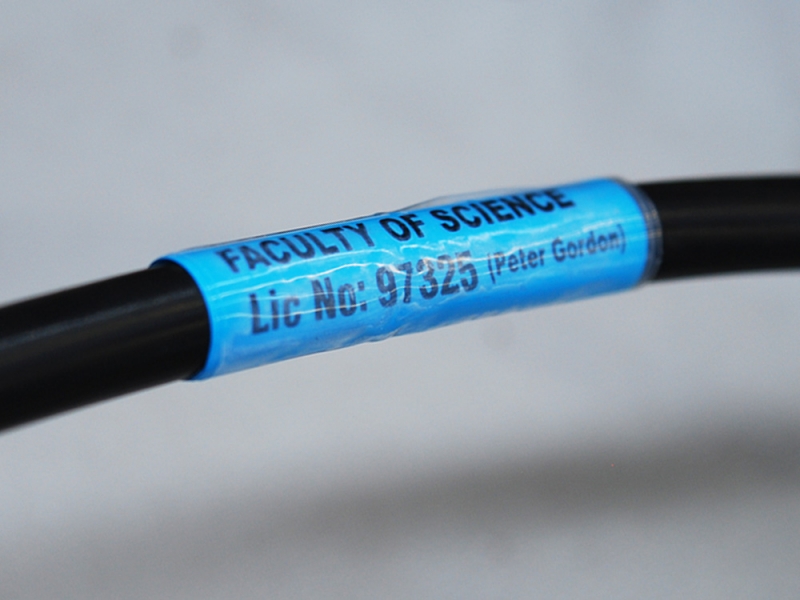 FACULTY OF SCIENCE
Lic No: 97325 (Peter Gordon)